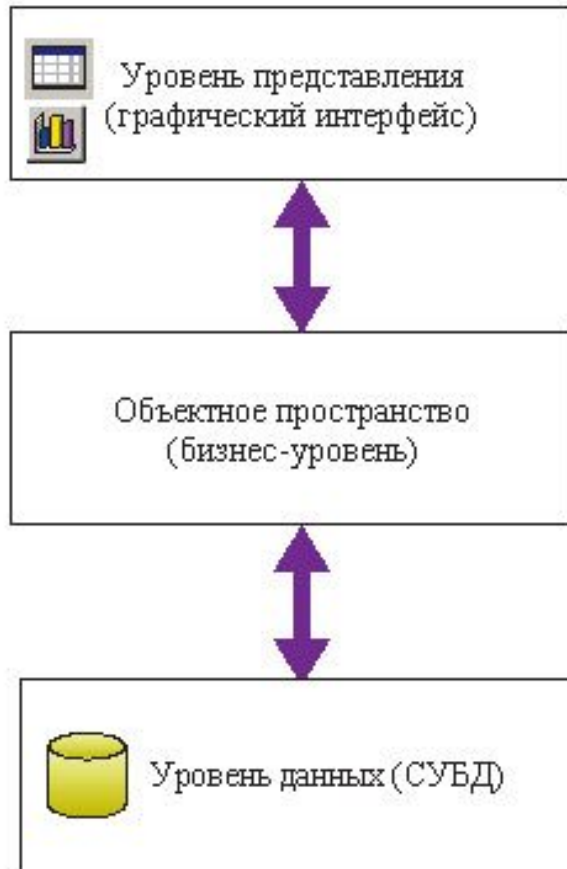 Уровень представления
(графический интерфейс)
Объектное пространство
(бизнес-уровень)
Уровень данных (СУБД)